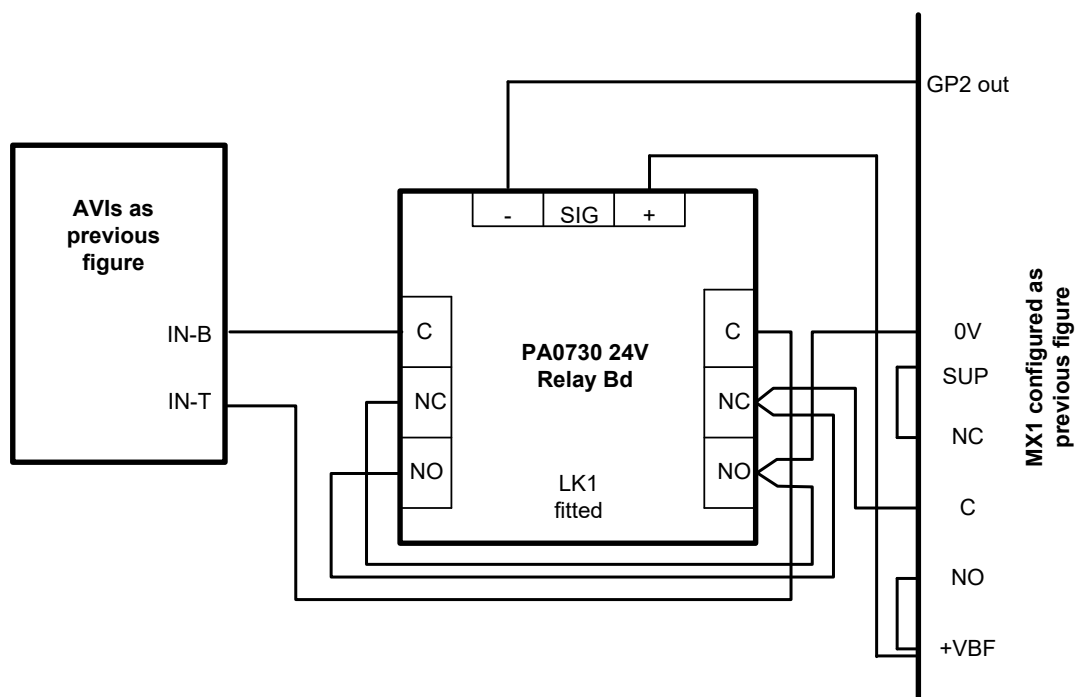 GP2 out
AVIs as
previous
figure
IN-B
IN-T
- SIG +
C
NC
NO
PA0730 24V
Relay Bd
LK1
fitted
C
NC
NO
0V
SUP
NC
C
NO
+VBF
MX1 configured as
previous figure